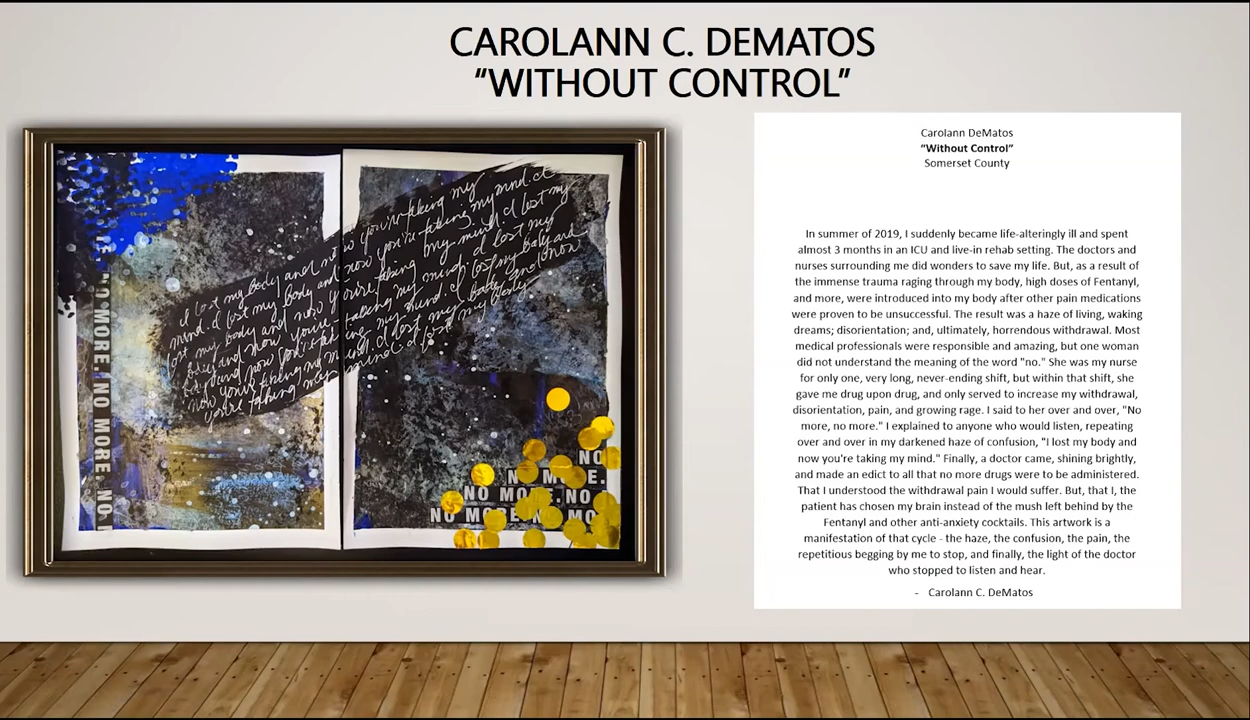 CAROLANN C. DEMATOS
“WITHOUT CONTROL”
I lost my body and now you're taking my
mind. I lost my body and now you're taking my mind. I
lost my body and now you're taking my mind. I lost my
body and now you're taking my mind. I lost my
body and now you're taking my mind. I lost my body and
now you're taking my mind. I lost my body and now
you're taking my mind. I lost my body
NO MORE. NO MORE. NO
NO
NO M E.
NO MO .NO
NO MORE. N MO
Carolann DeMatos
“Without Control”
Somerset County
In summer of 2019, I suddenly became life-alteringly ill and spent
almost 3 months in an ICU and live-in rehab setting. The doctors and
nurses surrounding me did wonders to save my life. But, as a result of
the immense trauma raging through my body, high doses of Fentanyl,
and more, were introduced into my body after other pain medications
were proven to be unsuccessful. The result was a haze of living, waking
dreams; disorientation; and, ultimately, horrendous withdrawal. Most
medical professionals were responsible and amazing, but one woman
did not understand the meaning of the word "no." She was my nurse
for only one, very long, never-ending shift, but within that shift, she
gave me drug upon drug, and only served to increase my withdrawal,
disorientation, pain, and growing rage. I said to her over and over, "No
more, no more." I explained to anyone who would listen, repeating
over and over in my darkened haze of confusion, "I lost my body and
now you're taking my mind." Finally, a doctor came, shining brightly,
and made an edict to all that no more drugs were to be administered.
That I understood the withdrawal pain I would suffer. But, that I, the
patient has chosen my brain instead of the mush left behind by the
Fentanyl and other anti-anxiety cocktails. This artwork is a
manifestation of that cycle - the haze, the confusion, the pain, the
repetitious begging by me to stop, and finally, the light of the doctor
who stopped to listen and hear.
- Carolann C. DeMatos